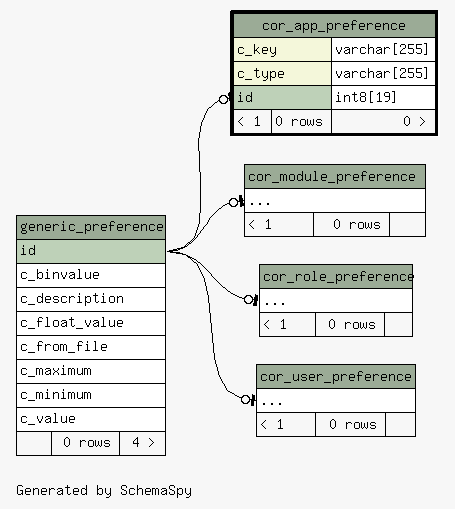 cor_app_preference
c_key varchar[255]
c_type varchar[255]
id int8[19]
< 1 0 rows 0 >
cor_module_preference
...
< 1 0 rows
generic_preference
id
c_binvalue
c_description
c_float_value
c_from_file
c_maximum
c_minimum
c_value
0 rows 4 >
cor_role_preference
...
< 1 0 rows
cor_user_preference
...
< 1 0 rows
Generated by SchemaSpy